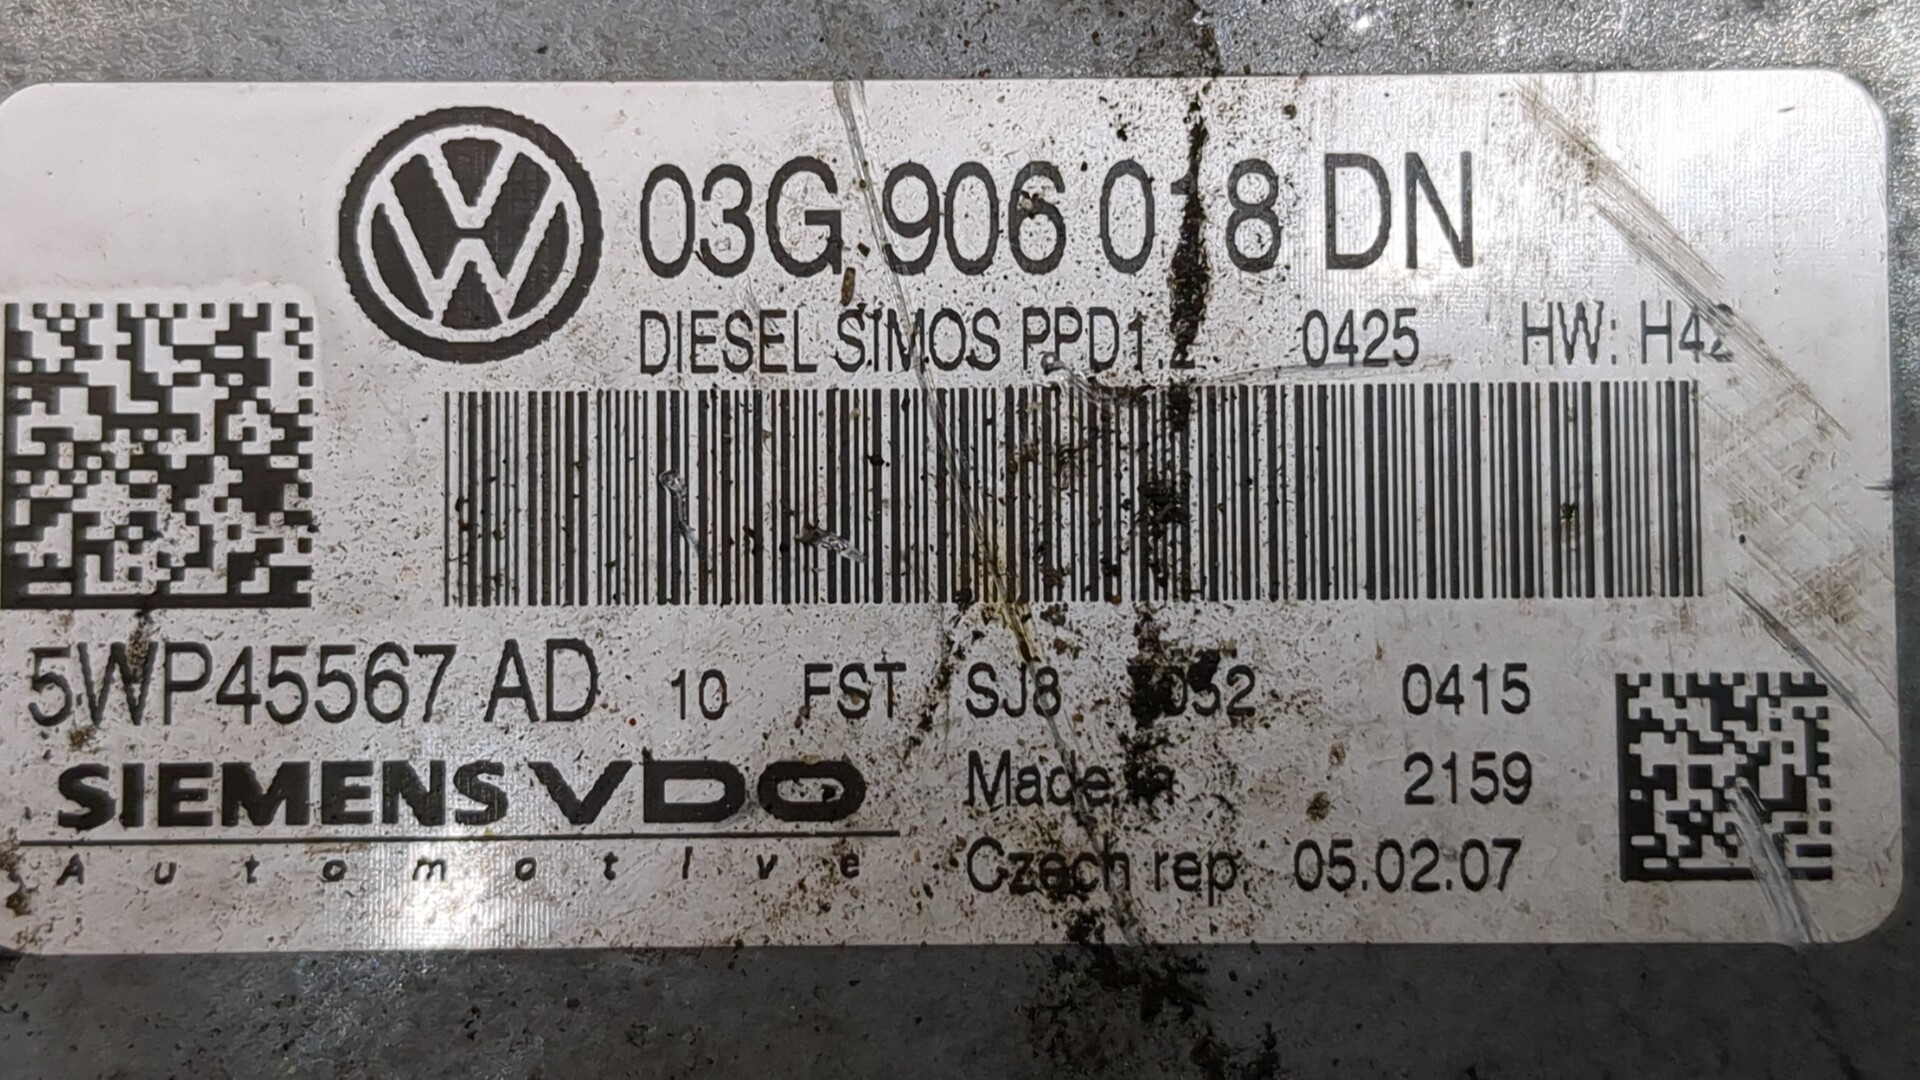 03G 906 018 DN
DIESEL SIMOS PPD1.2 0425 HW: H42
5WP45567 AD 10 FST SJ8 0415
SIEMENS VDO
Automotive
Made in 2159
Czech rep. 05.02.07